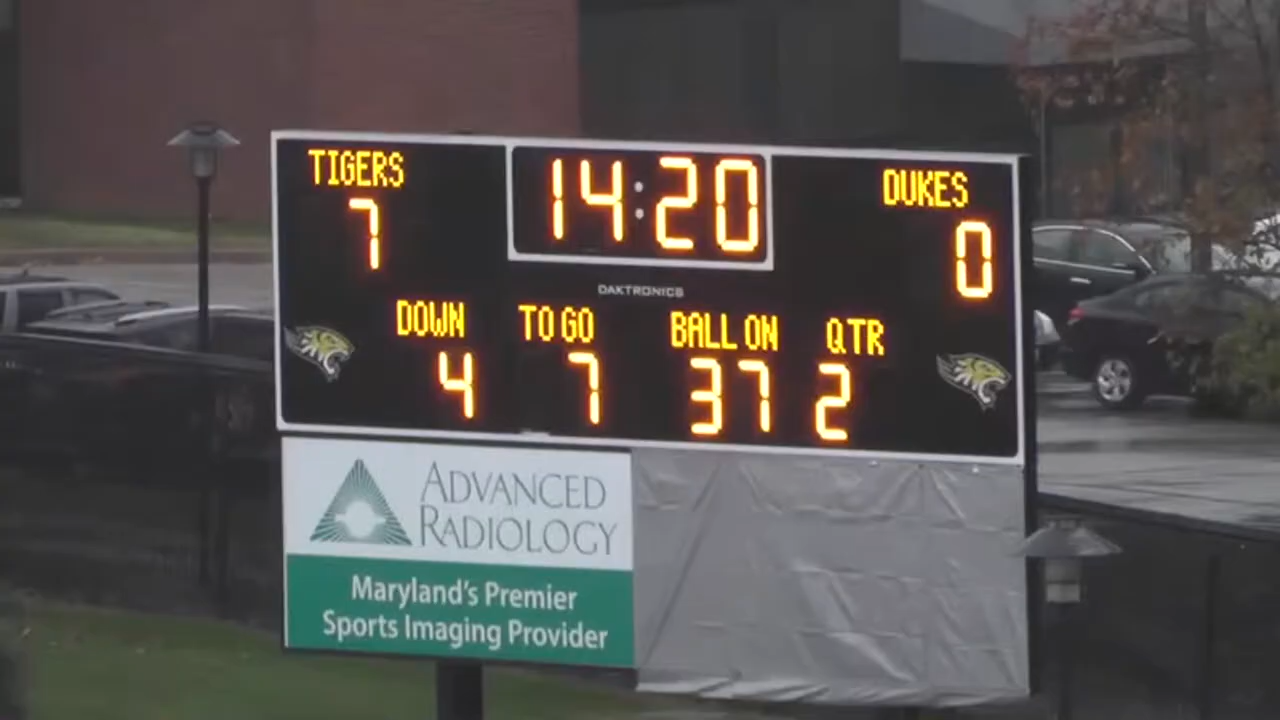 TIGERS
7
14:20
DUKES
0
DAKTRONICS
DOWN
4
TO GO
7
BALL ON
37
QTR
2
ADVANCED
RADIOLOGY
Maryland's Premier
Sports Imaging Provider